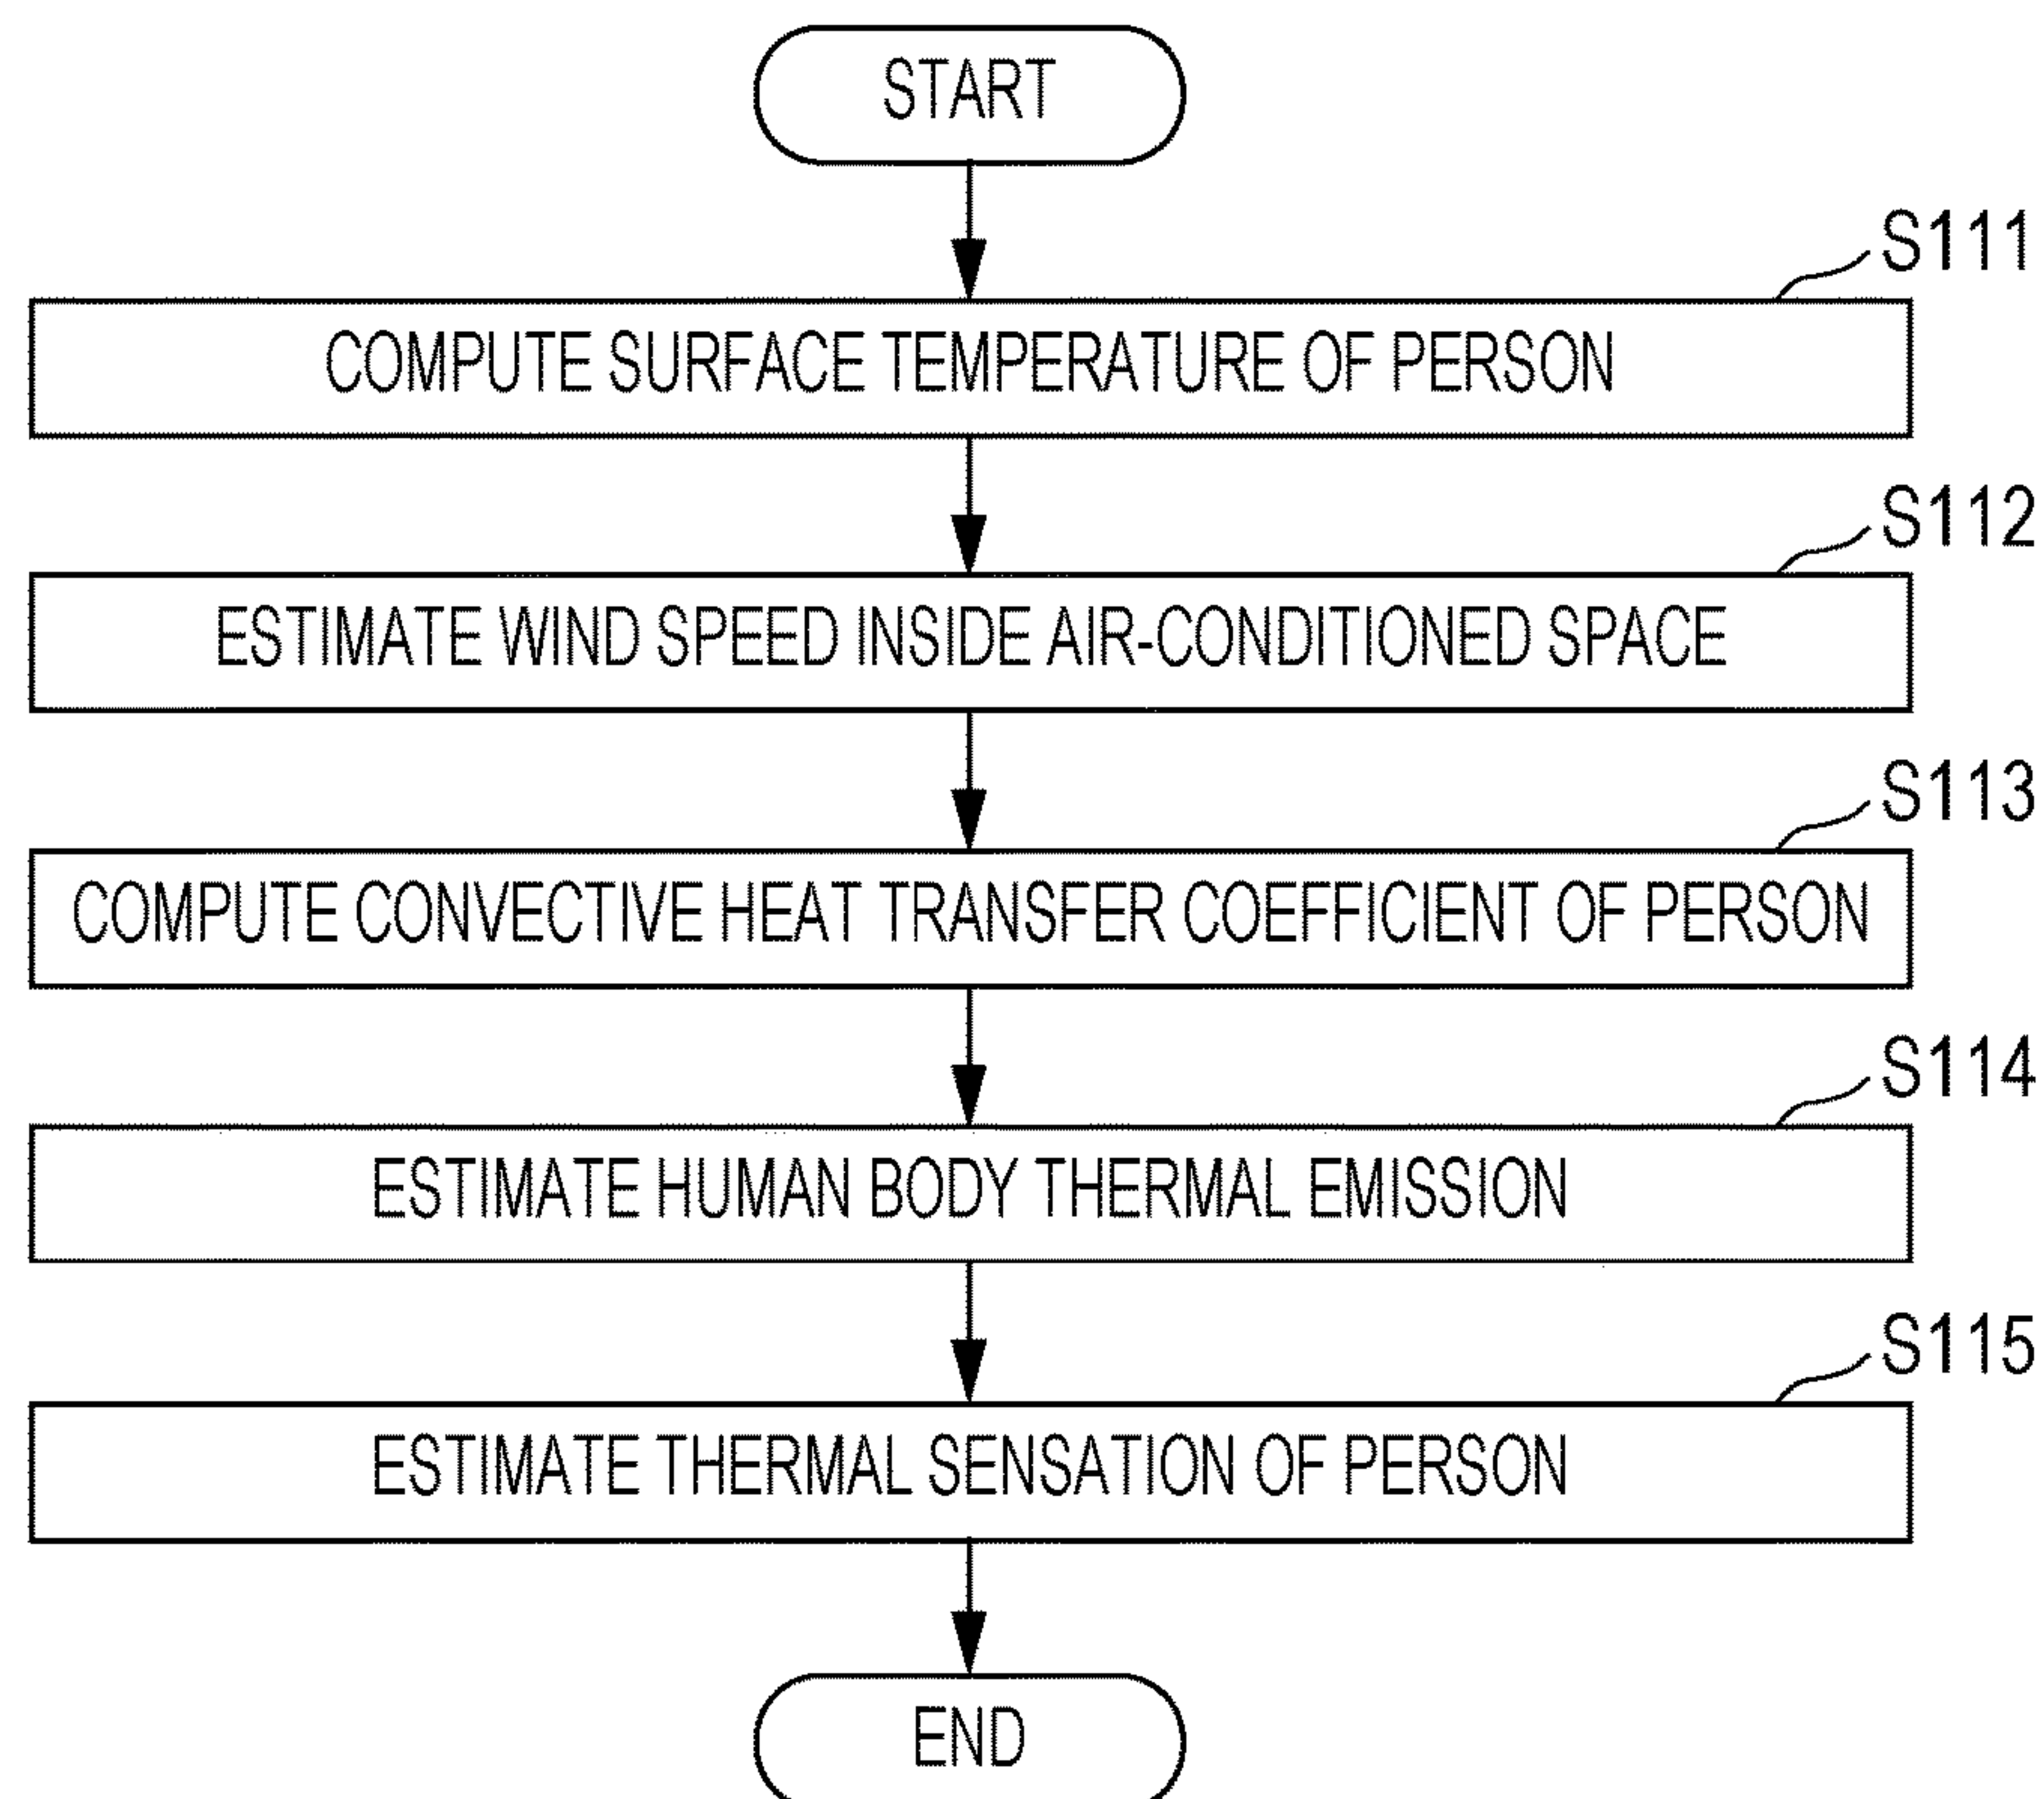 START
S111
COMPUTE SURFACE TEMPERATURE OF PERSON
S112
ESTIMATE WIND SPEED INSIDE AIR-CONDITIONED SPACE
S113
COMPUTE CONVECTIVE HEAT TRANSFER COEFFICIENT OF PERSON
S114
ESTIMATE HUMAN BODY THERMAL EMISSION
S115
ESTIMATE THERMAL SENSATION OF PERSON
END